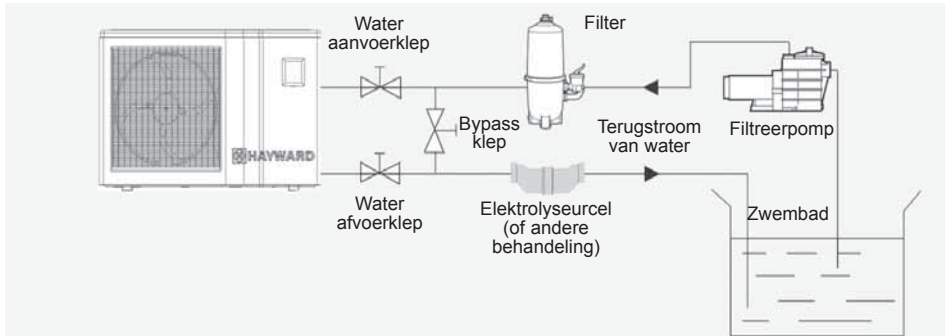 Water
aanvoerklep
Filter
Bypass
klep
Terugstroom
van water
Filtreerpomp
HAYWARD
Water
afvoerklep
Elektrolyseurcel
(of andere
behandeling)
Zwembad